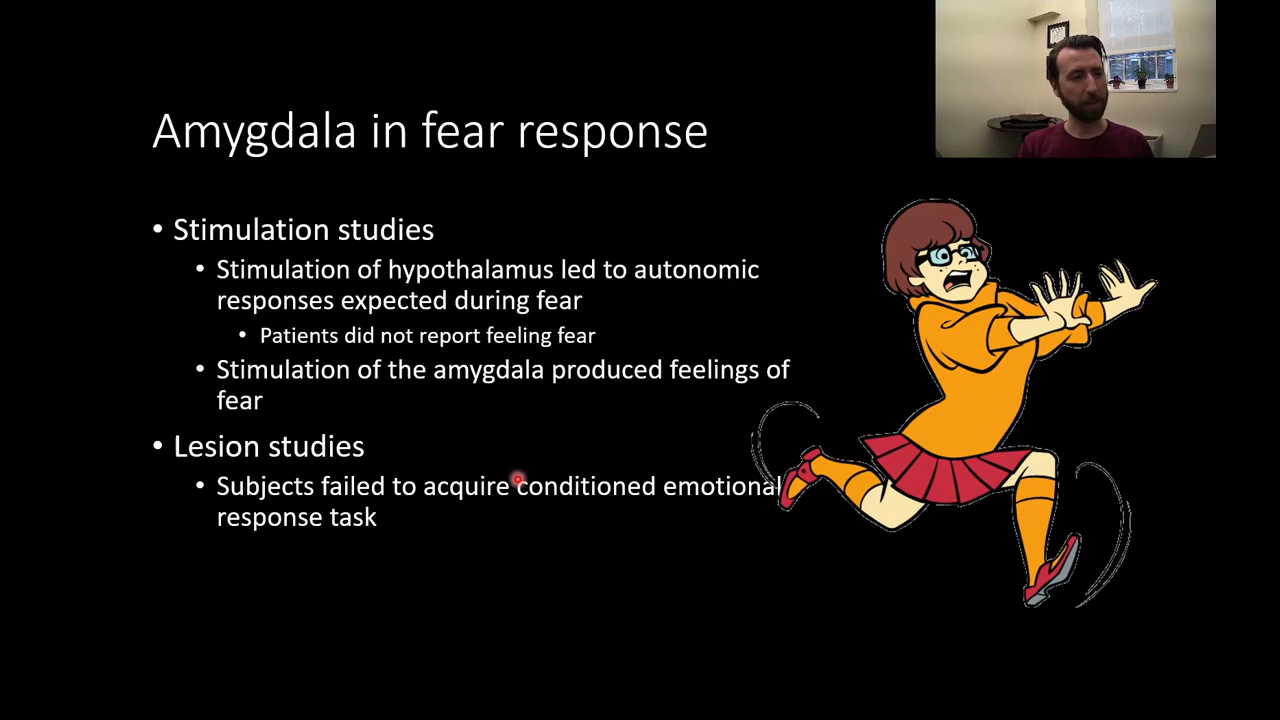 Amygdala in fear response
• Stimulation studies
• Stimulation of hypothalamus led to autonomic
responses expected during fear
• Patients did not report feeling fear
• Stimulation of the amygdala produced feelings of
fear
• Lesion studies
• Subjects failed to acquire conditioned emotional
response task